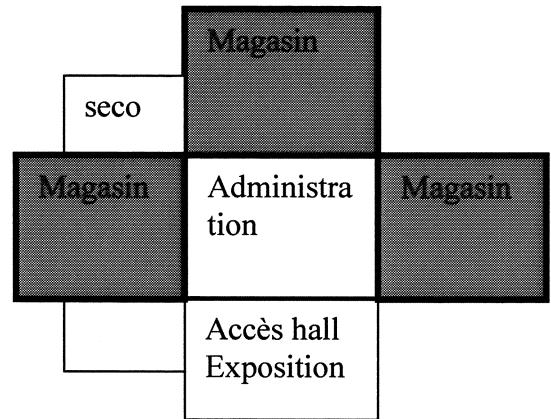 Magasin
seco
Magasin
Administra
tion
Magasin
Accès hall
Exposition